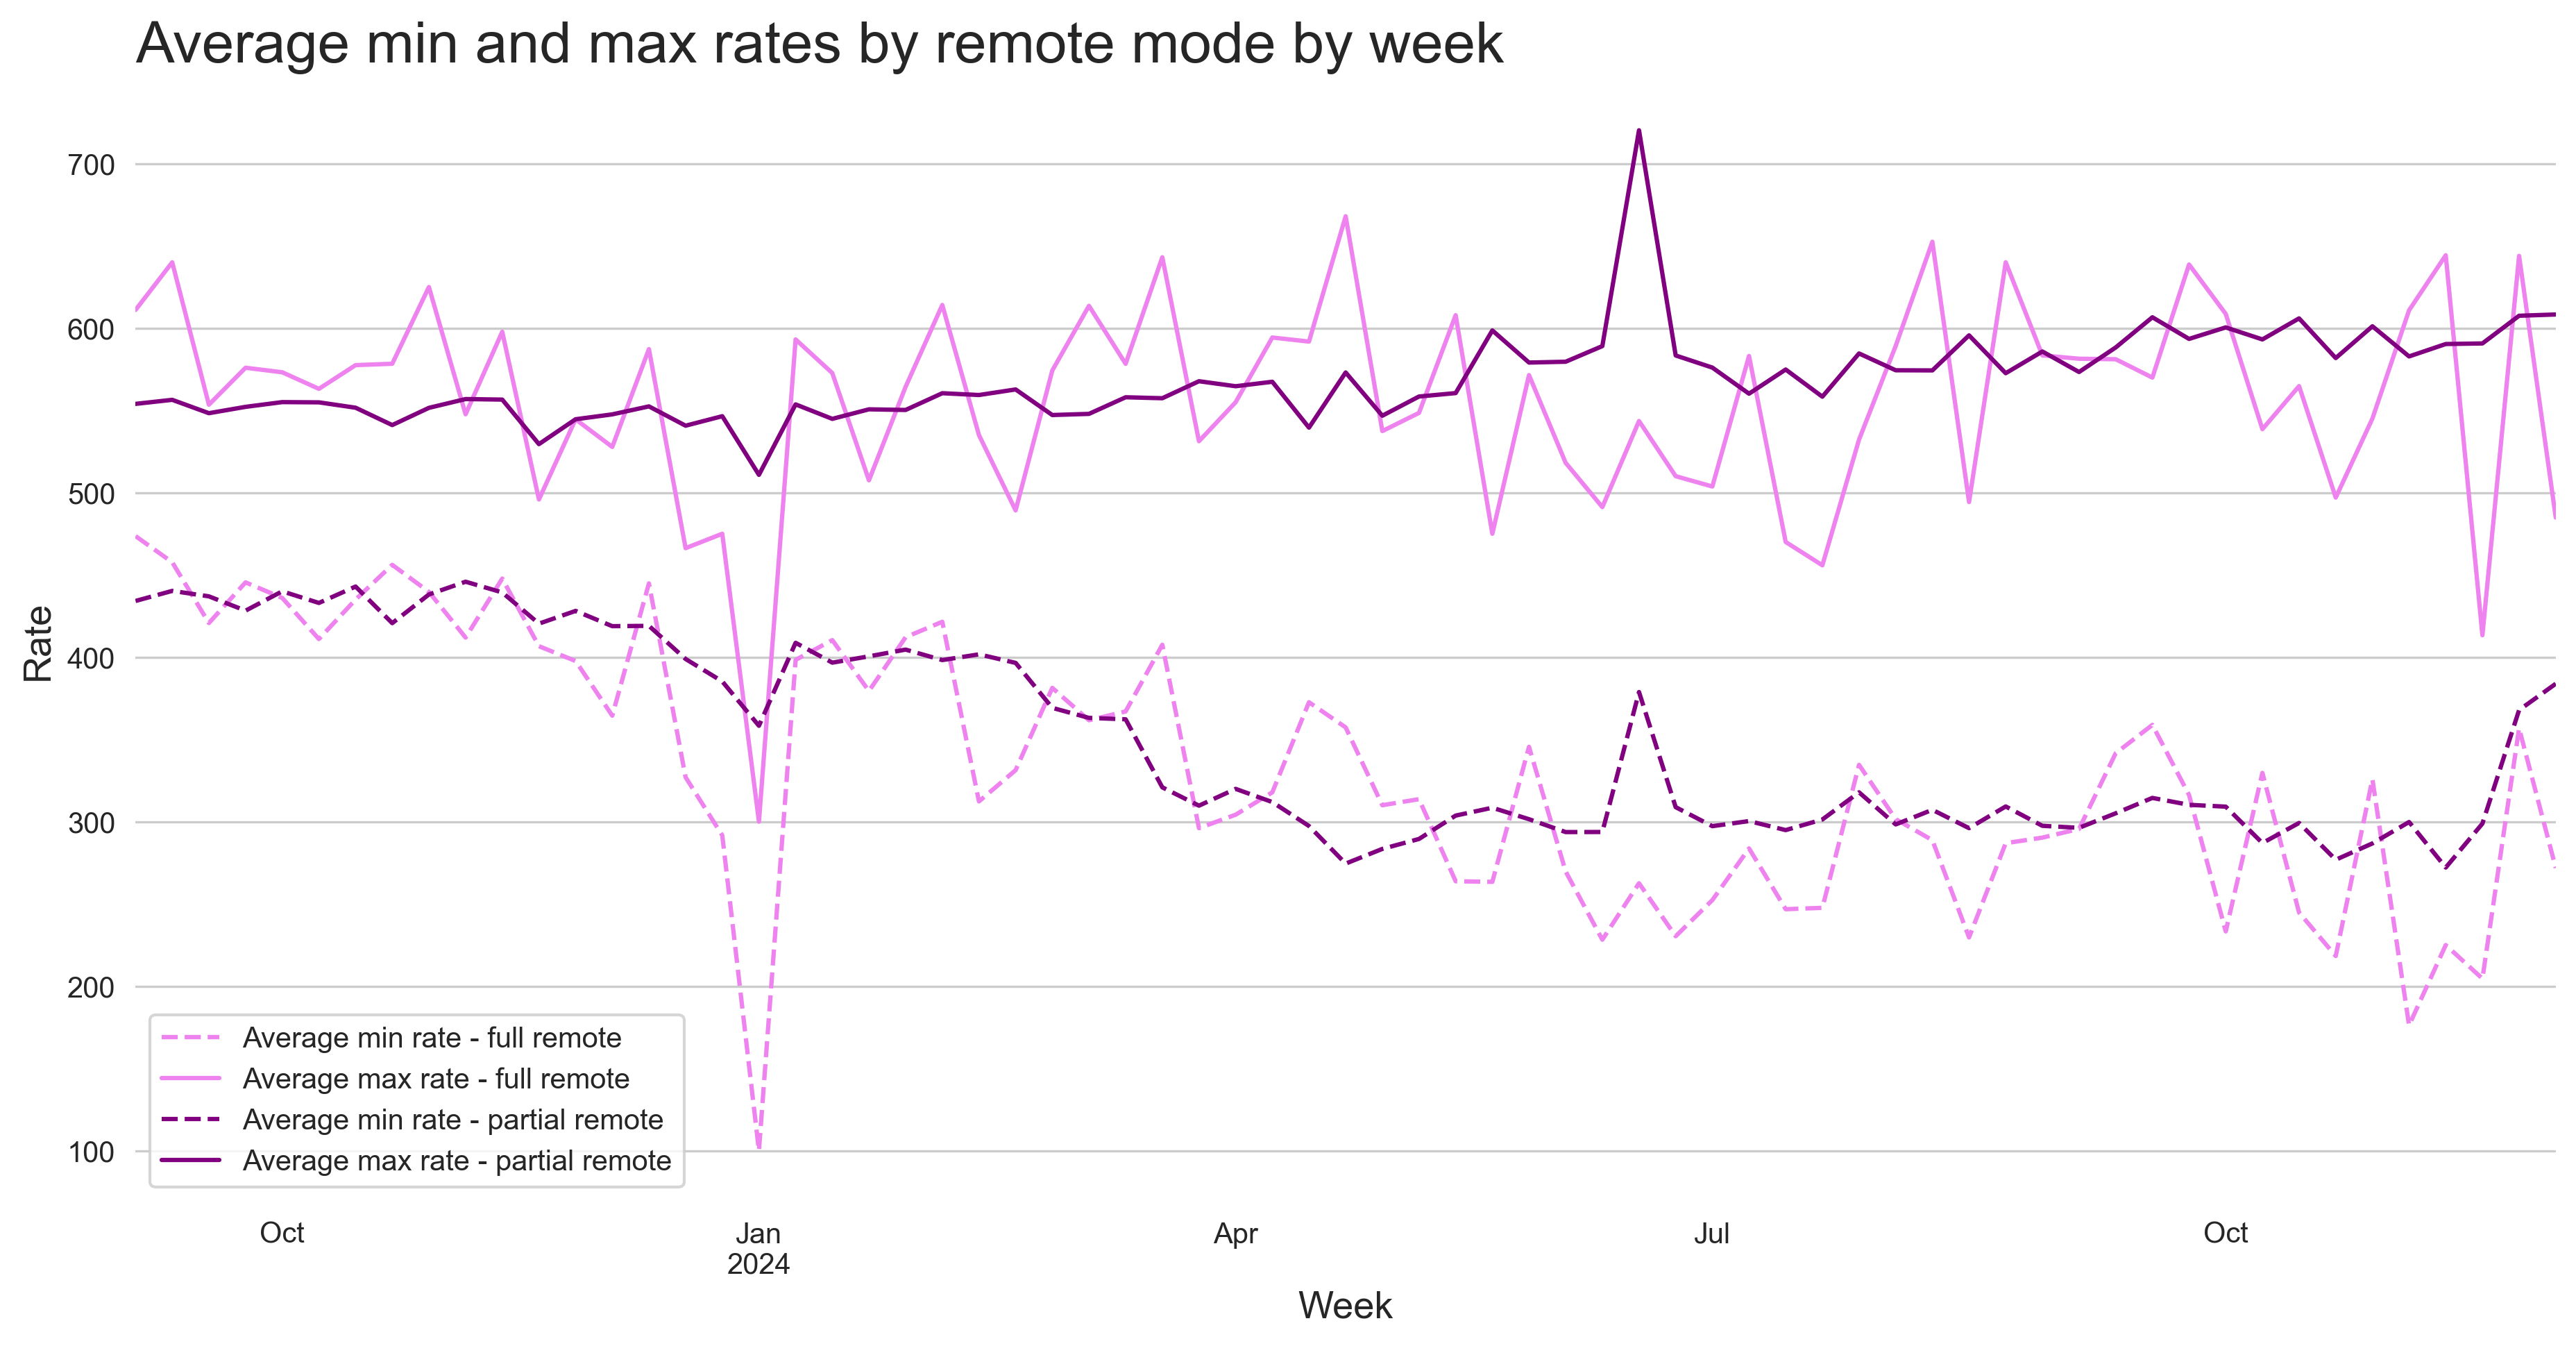 Average min and max rates by remote mode by week
700
600
500
400
300
200
100
Rate
Average min rate - full remote
Average max rate - full remote
Average min rate - partial remote
Average max rate - partial remote
Oct
Jan
2024
Apr
Jul
Oct
Week